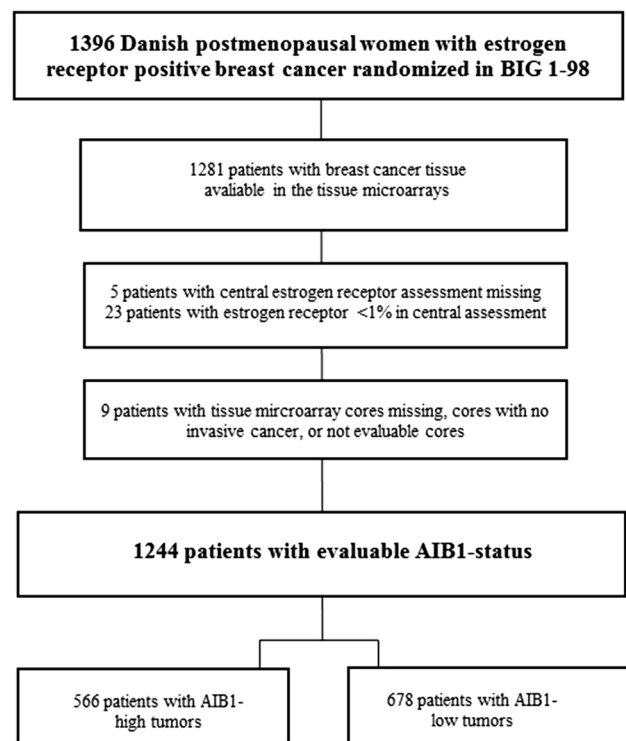 1396 Danish postmenopausal women with estrogen
receptor positive breast cancer randomized in BIG 1-98
1281 patients with breast cancer tissue
avaliable in the tissue microarrays
5 patients with central estrogen receptor assessment missing
23 patients with estrogen receptor <1% in central assessment
9 patients with tissue mircroarray cores missing, cores with no
invasive cancer, or not evaluable cores
1244 patients with evaluable AIB1-status
566 patients with AIB1-
high tumors
678 patients with AIB1-
low tumors